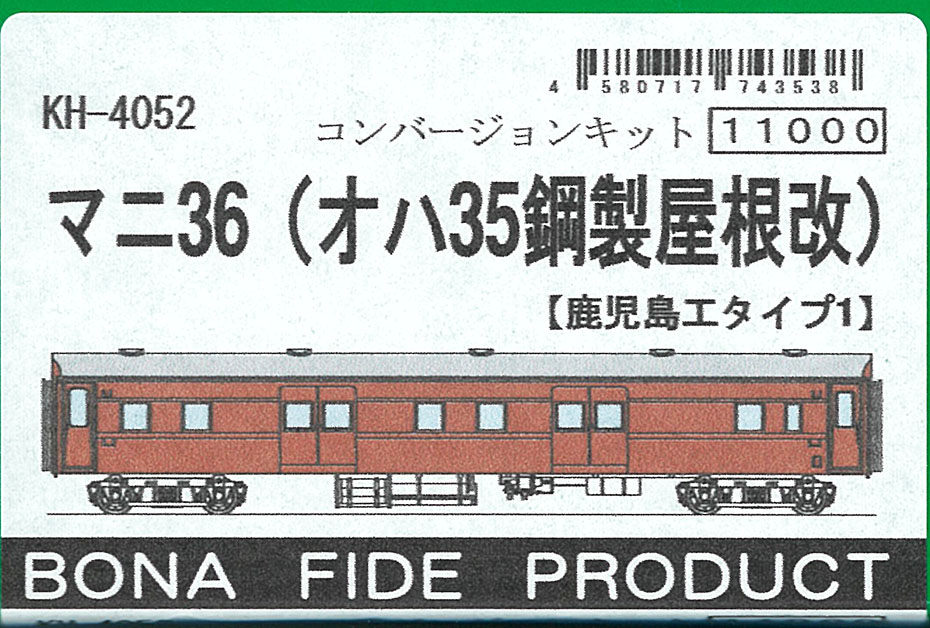 4 580717 743538
KH-4052
コンバージョンキット 11000
マニ36（オハ35鋼製屋根改）
【鹿児島工タイプ1】
BONA FIDE PRODUCT